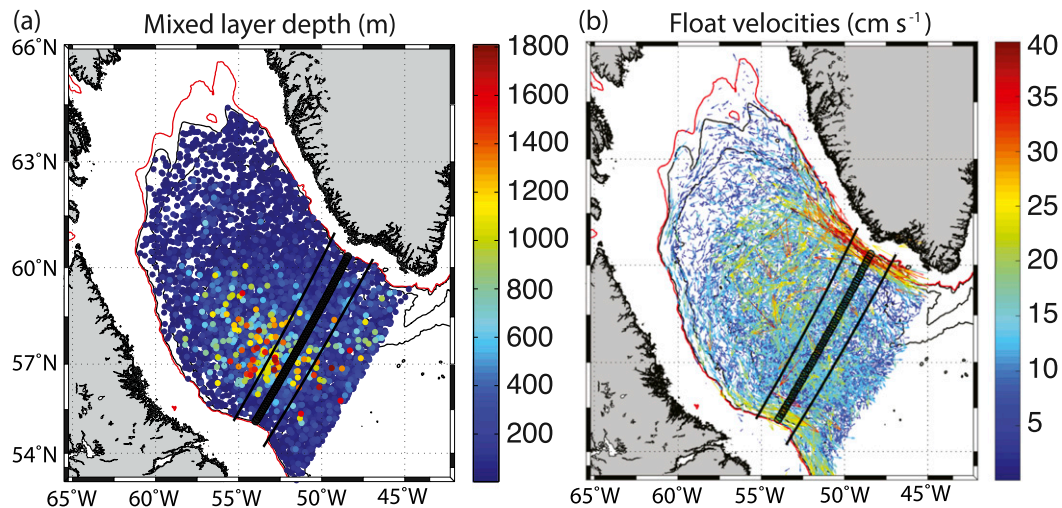 (a) Mixed layer depth (m)
66°N
63°N
60°N
57°N
54°N
65°W 60°W 55°W 50°W 45°W
1800
1600
1400
1200
1000
800
600
400
200
(b) Float velocities (cm s⁻¹)
65°W 60°W 55°W 50°W 45°W
40
35
30
25
20
15
10
5